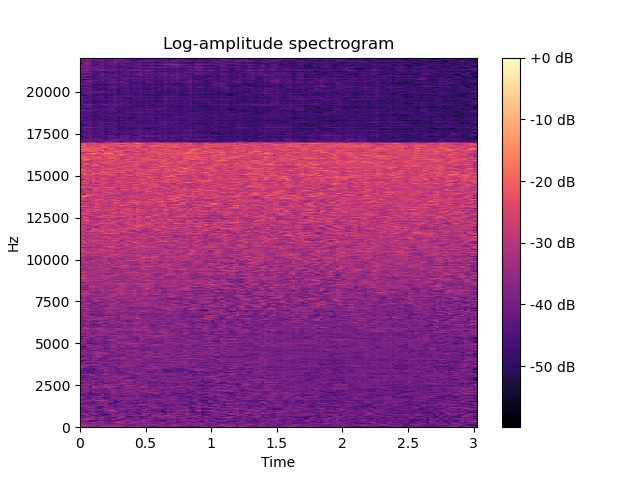 Log-amplitude spectrogram
+0 dB
20000
-10 dB
17500
15000
-20 dB
12500
Hz
10000
-30 dB
7500
-40 dB
5000
-50 dB
2500
0
0 0.5 1 1.5 2 2.5 3
Time